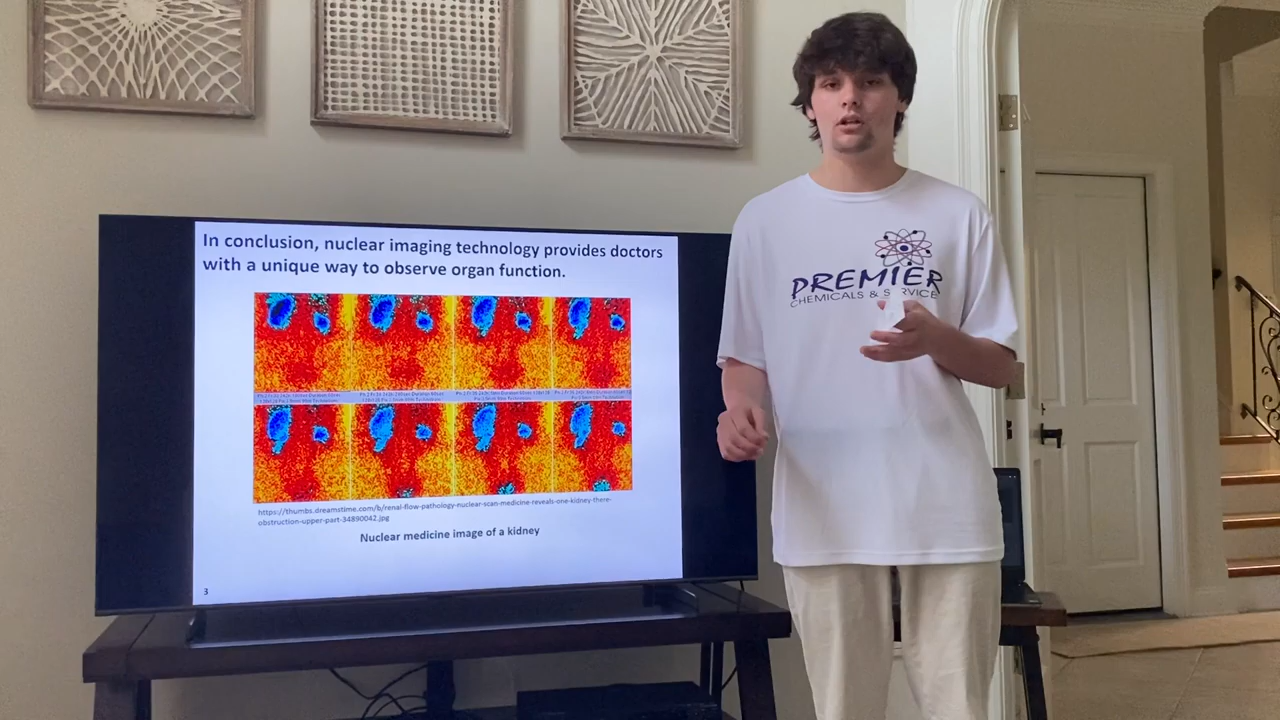 In conclusion, nuclear imaging technology provides doctors
with a unique way to observe organ function.
https://thumbs.dreamstime.com/b/renal-flow-pathology-nuclear-scan-medicine-reveals-one-kidney-there-
obstruction-upper-part-34890042.jpg
Nuclear medicine image of a kidney
3
PREMIER
CHEMICALS &